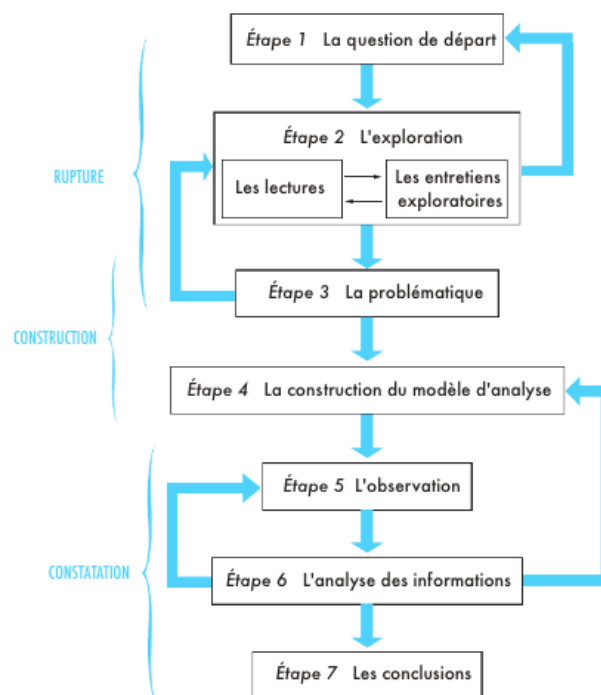 Étape 1 La question de départ
Étape 2 L'exploration
RUPTURE
Les lectures
Les entretiens
exploratoires
Étape 3 La problématique
CONSTRUCTION
Étape 4 La construction du modèle d'analyse
Étape 5 L'observation
CONSTATATION
Étape 6 L'analyse des informations
Étape 7 Les conclusions